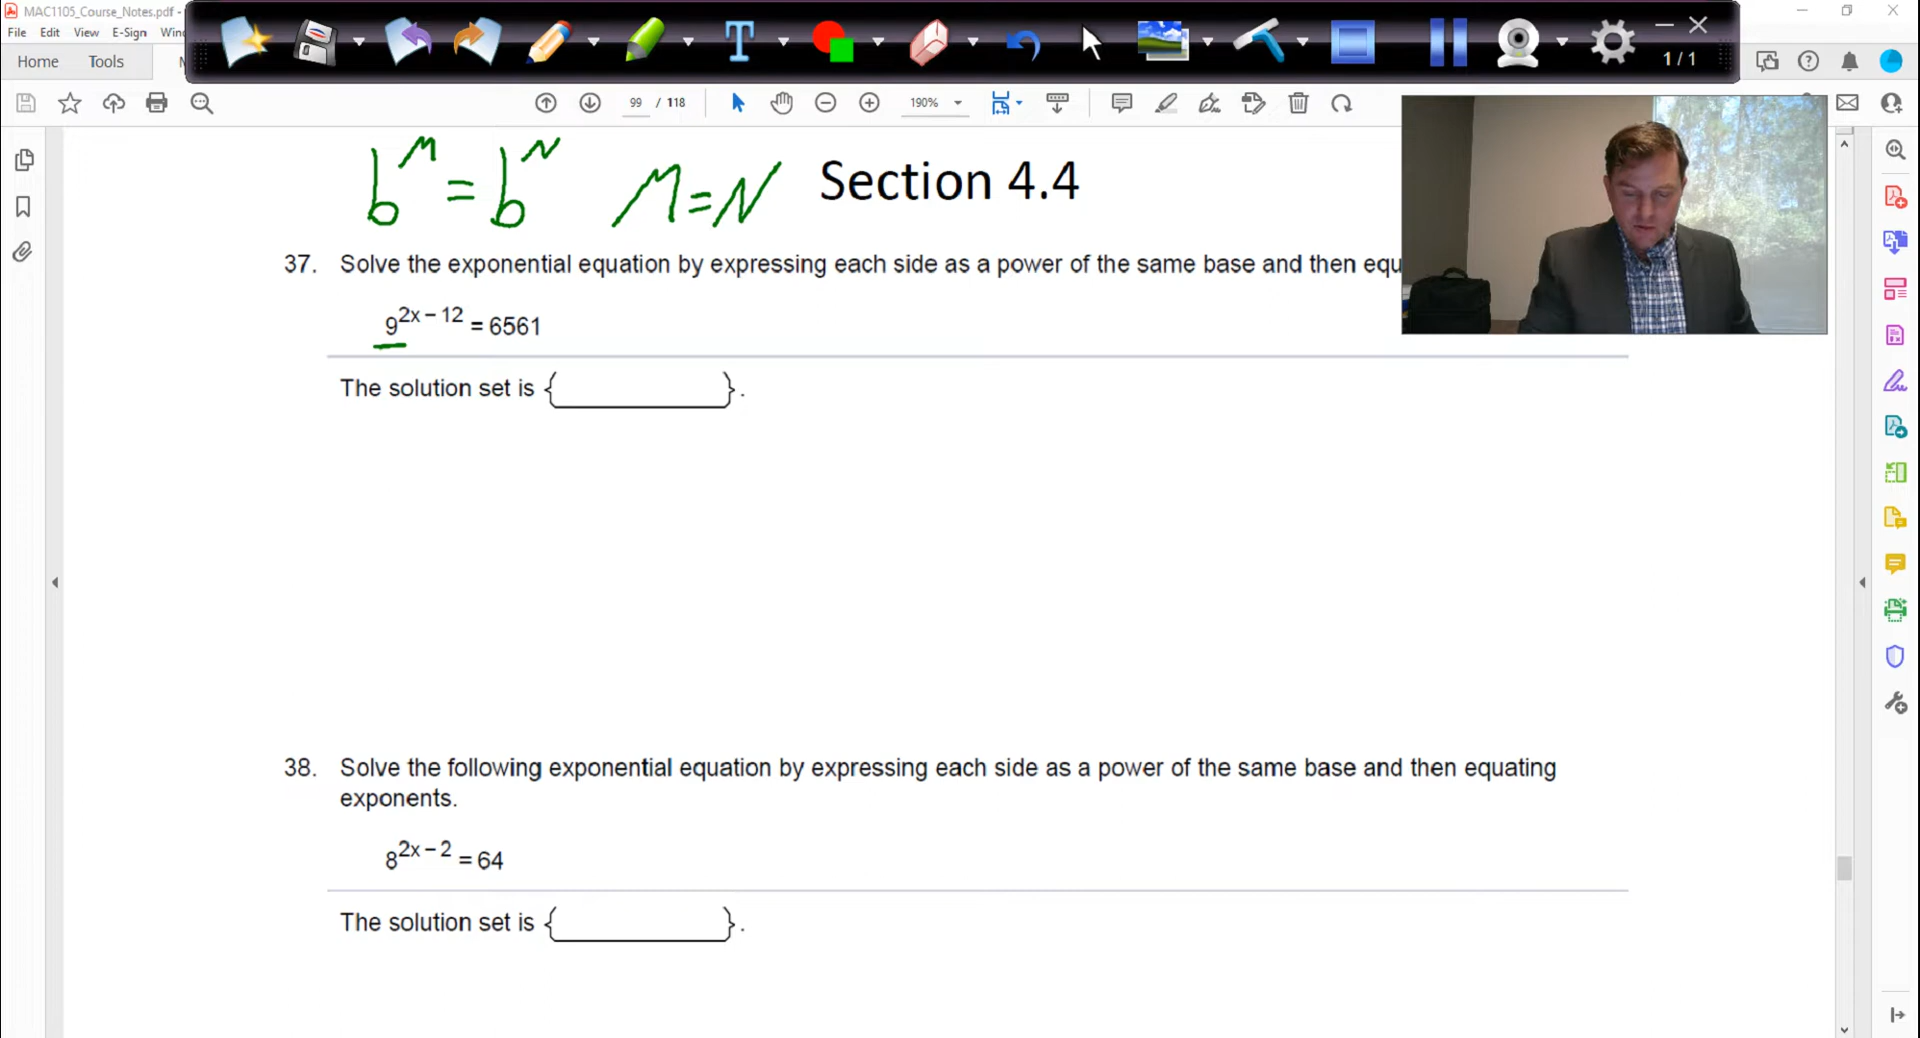 MAC1105_Course_Notes.pdf -
File Edit View E-Sign
1 / 1
Home Tools
99 / 118
190%
b^M = b^N M = N Section 4.4
37. Solve the exponential equation by expressing each side as a power of the same base and then equ
9^(2x − 12) = 6561
The solution set is { }.
38. Solve the following exponential equation by expressing each side as a power of the same base and then equating
exponents.
8^(2x − 2) = 64
The solution set is { }.